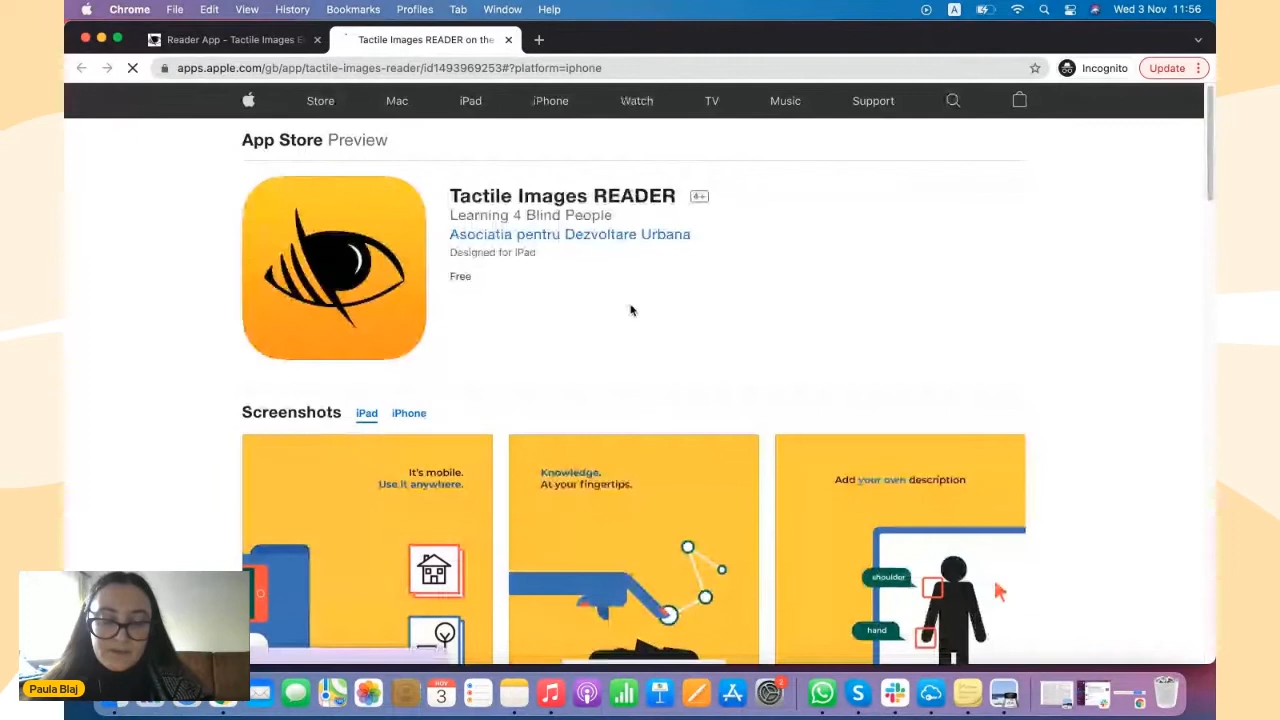 Chrome File Edit View History Bookmarks Profiles Tab Window Help A Wed 3 Nov 11:56
Reader App - Tactile Images Tactile Images READER on the
apps.apple.com/gb/app/tactile-images-reader/id1493969253#?platform=iphone Incognito Update
Store Mac iPad iPhone Watch TV Music Support
App Store Preview
Tactile Images READER 4+
Learning 4 Blind People
Asociatia pentru Dezvoltare Urbana
Designed for iPad
Free
Screenshots iPad iPhone
It's mobile.
Use it anywhere.
Knowledge.
At your fingertips.
Add your own description
shoulder
hand
Paula Blaj
NOV
3